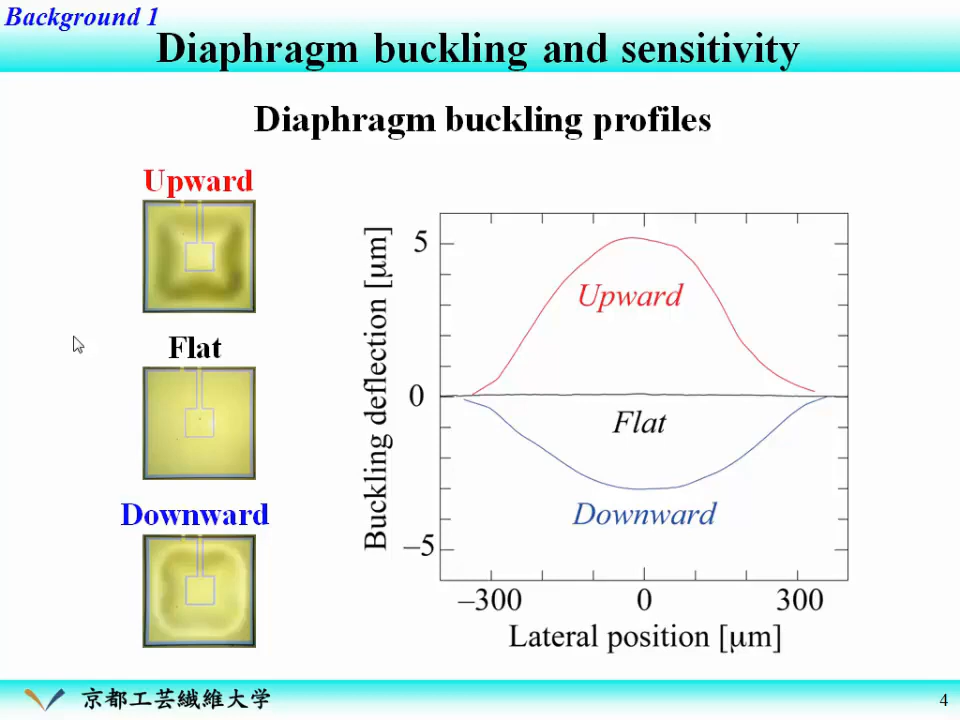 Background 1
Diaphragm buckling and sensitivity
Diaphragm buckling profiles
Upward
Flat
Downward
Buckling deflection [μm]
5
0
–5
Upward
Flat
Downward
–300 0 300
Lateral position [μm]
京都工芸繊維大学
4